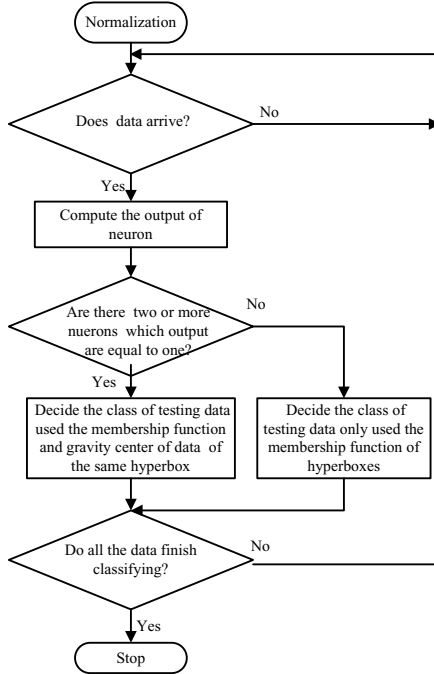 Normalization
Does data arrive?
No
Yes
Compute the output of
neuron
Are there two or more
nuerons which output
are equal to one?
No
Yes
Decide the class of testing data
used the membership function
and gravity center of data of
the same hyperbox
Decide the class of
testing data only used the
membership function of
hyperboxes
Do all the data finish
classifying?
No
Yes
Stop